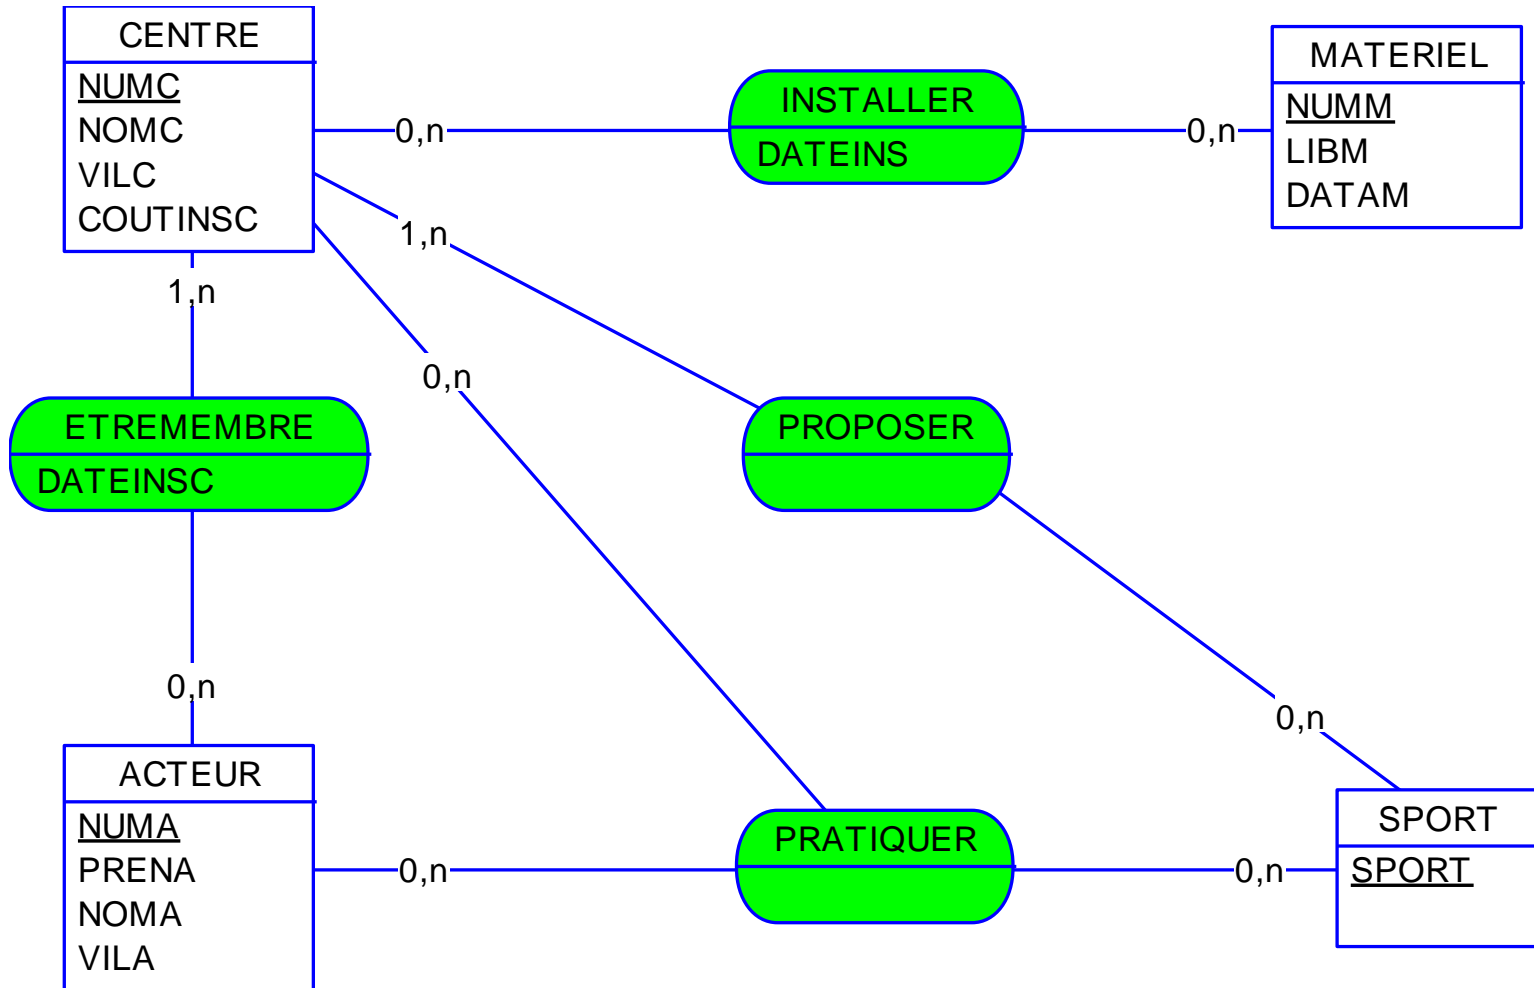 CENTRE
NUMC
NOMC
VILC
COUTINSC
INSTALLER
DATEINS
MATERIEL
NUMM
LIBM
DATAM
0,n
0,n
1,n
1,n
0,n
ETREMEMBRE
DATEINSC
PROPOSER
0,n
0,n
ACTEUR
NUMA
PRENA
NOMA
VILA
0,n
PRATIQUER
0,n
SPORT
SPORT